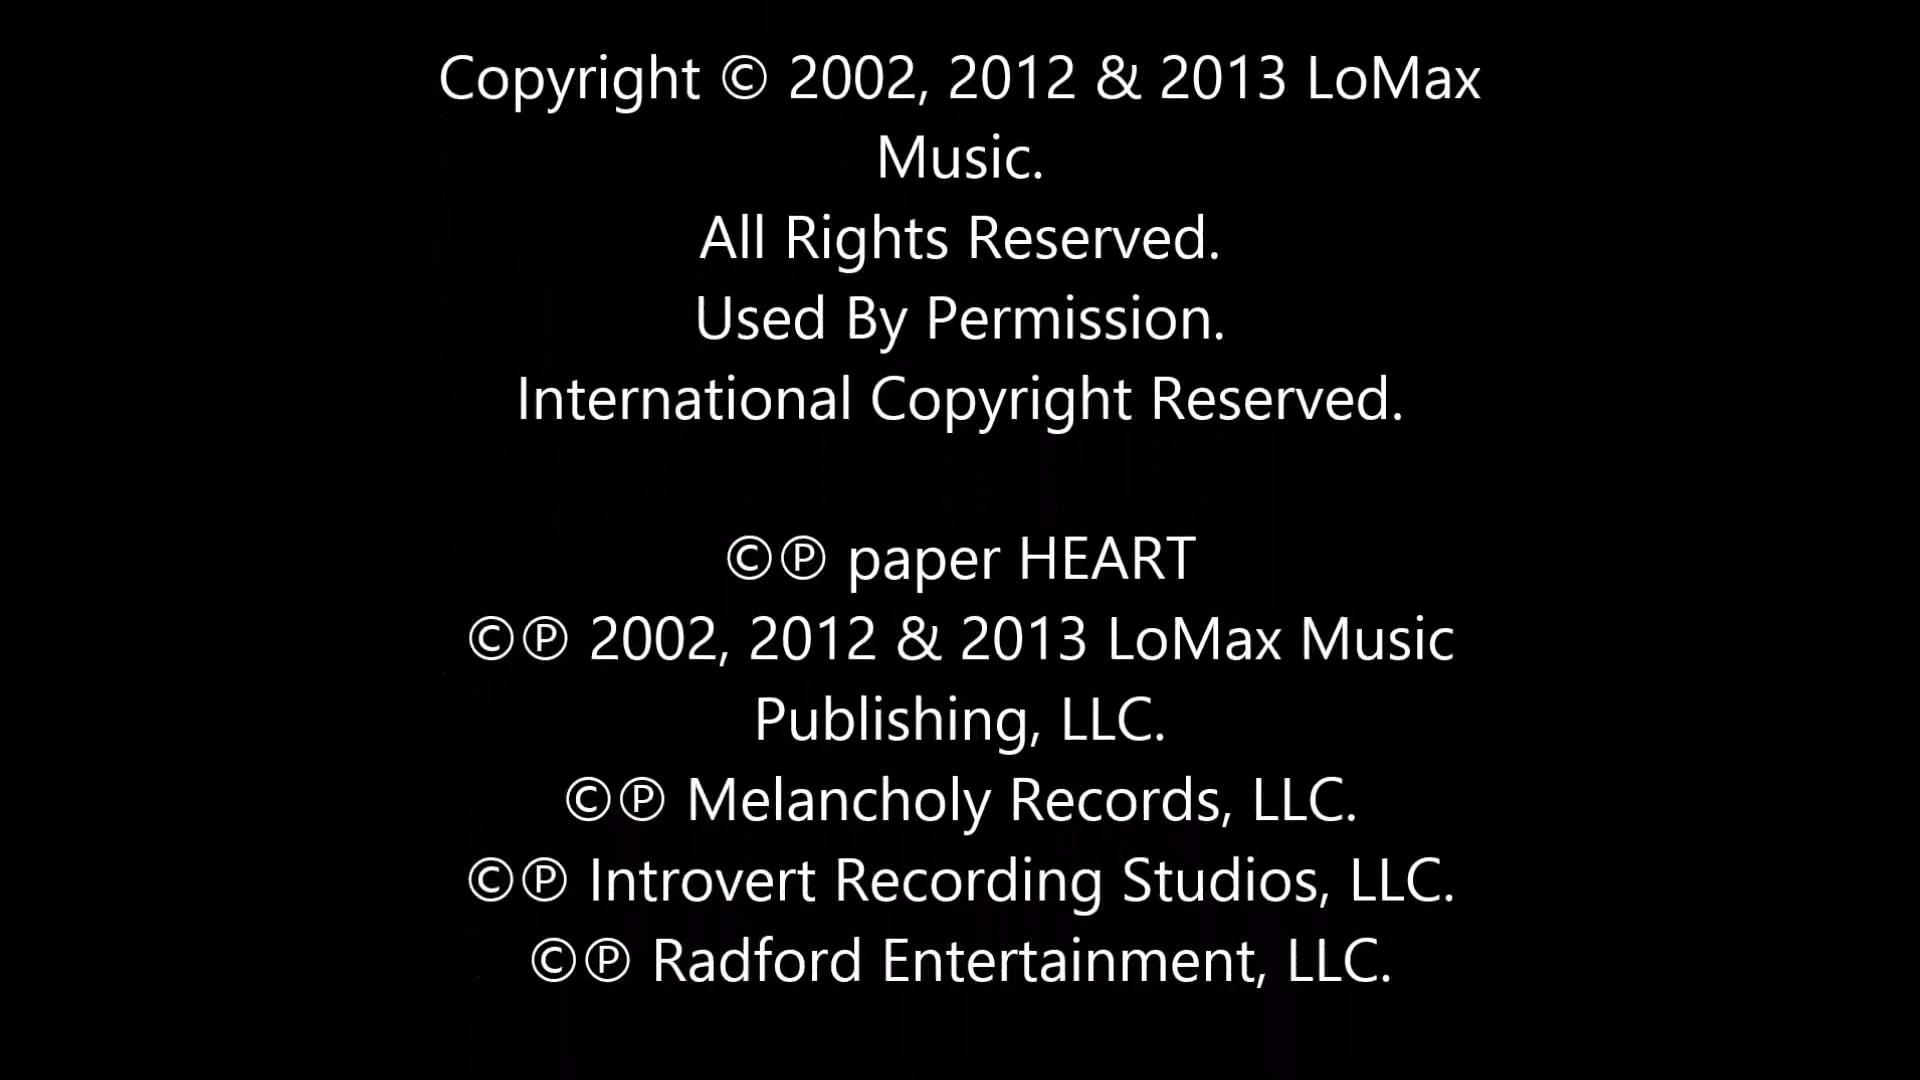 Copyright © 2002, 2012 & 2013 LoMax
Music.
All Rights Reserved.
Used By Permission.
International Copyright Reserved.
©℗ paper HEART
©℗ 2002, 2012 & 2013 LoMax Music
Publishing, LLC.
©℗ Melancholy Records, LLC.
©℗ Introvert Recording Studios, LLC.
©℗ Radford Entertainment, LLC.